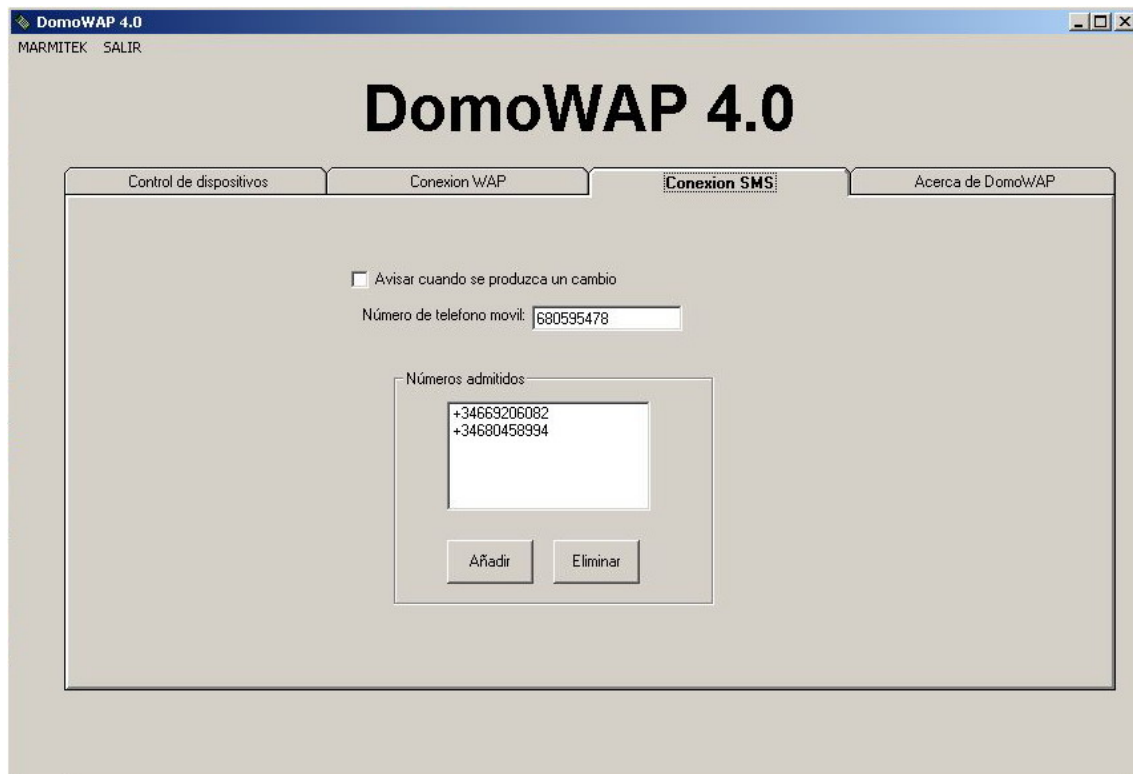 DomoWAP 4.0
MARMITEK SALIR
DomoWAP 4.0
Control de dispositivos
Conexion WAP
Conexion SMS
Acerca de DomoWAP
Avisar cuando se produzca un cambio
Número de telefono movil: 680595478
Números admitidos
+34669206082
+34680458994
Añadir
Eliminar